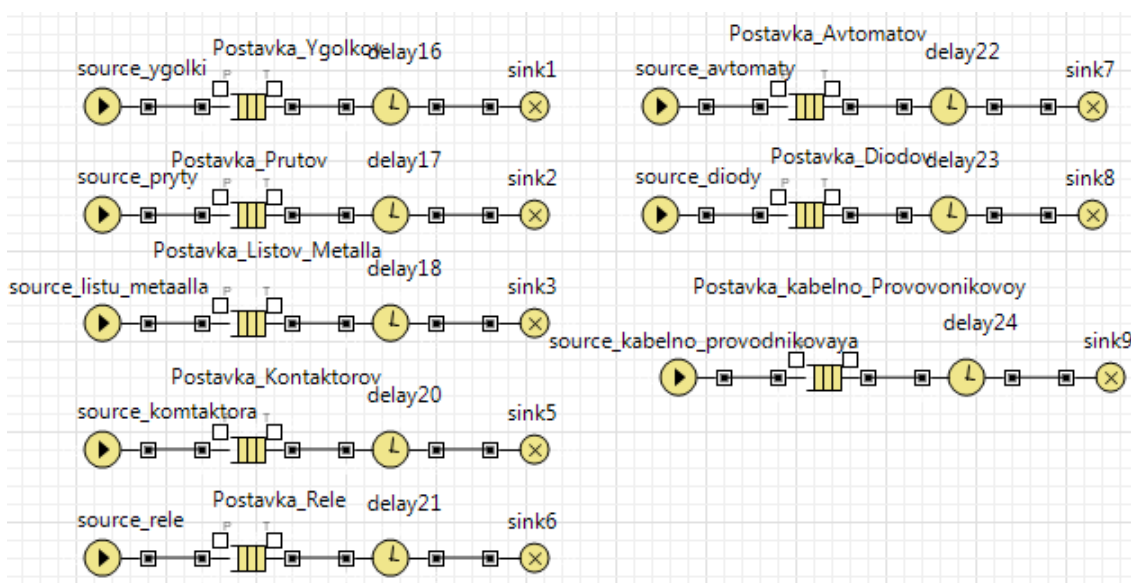 Postavka_Ygolkov
delay16
source_ygolki
sink1
P T
Postavka_Prutov
delay17
source_pryty
sink2
P T
Postavka_Listov_Metalla
delay18
source_listu_metaalla
sink3
P T
Postavka_Kontaktorov
delay20
source_komtaktora
sink5
T
Postavka_Rele
delay21
source_rele
sink6
P T
Postavka_Avtomatov
delay22
source_avtomaty
sink7
T
Postavka_Diodov
delay23
source_diody
sink8
P T
Postavka_kabelno_Provovonikovoy
delay24
source_kabelno_provodnikovaya
sink9